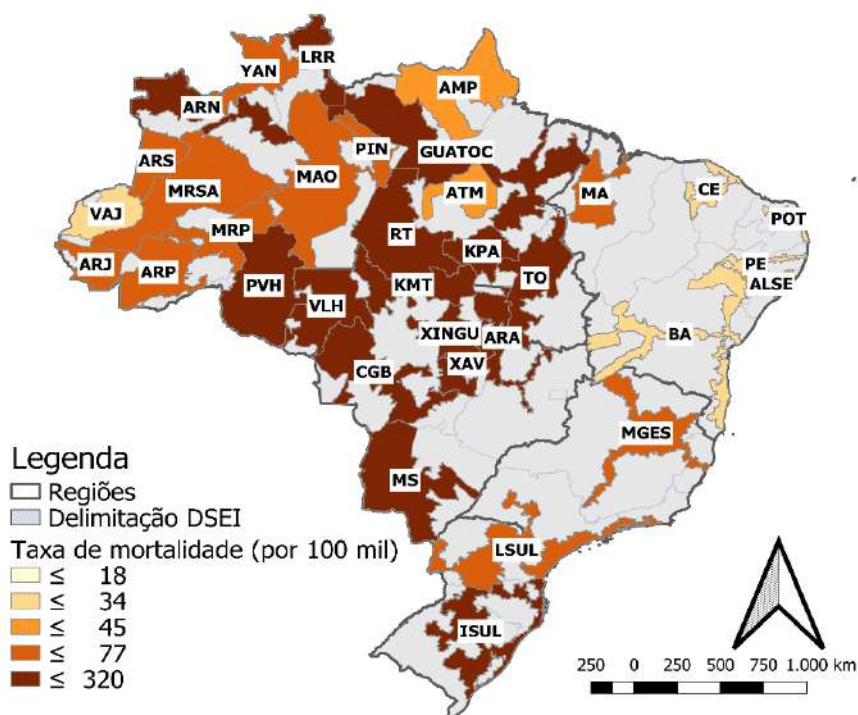 LRR
YAN
AMP
ARN
PIN
GUATOC
ARS
MAO
MRSA
ATM
MA
CE
VAJ
POT
MRP
RT
KPA
PE
ARJ
ARP
PVH
KMT
TO
ALSE
VLH
XINGU
ARA
BA
CGB
XAV
MGES
MS
LSUL
ISUL
Legenda
Regiões
Delimitação DSEI
Taxa de mortalidade (por 100 mil)
≤ 18
≤ 34
≤ 45
≤ 77
≤ 320
250 0 250 500 750 1.000 km